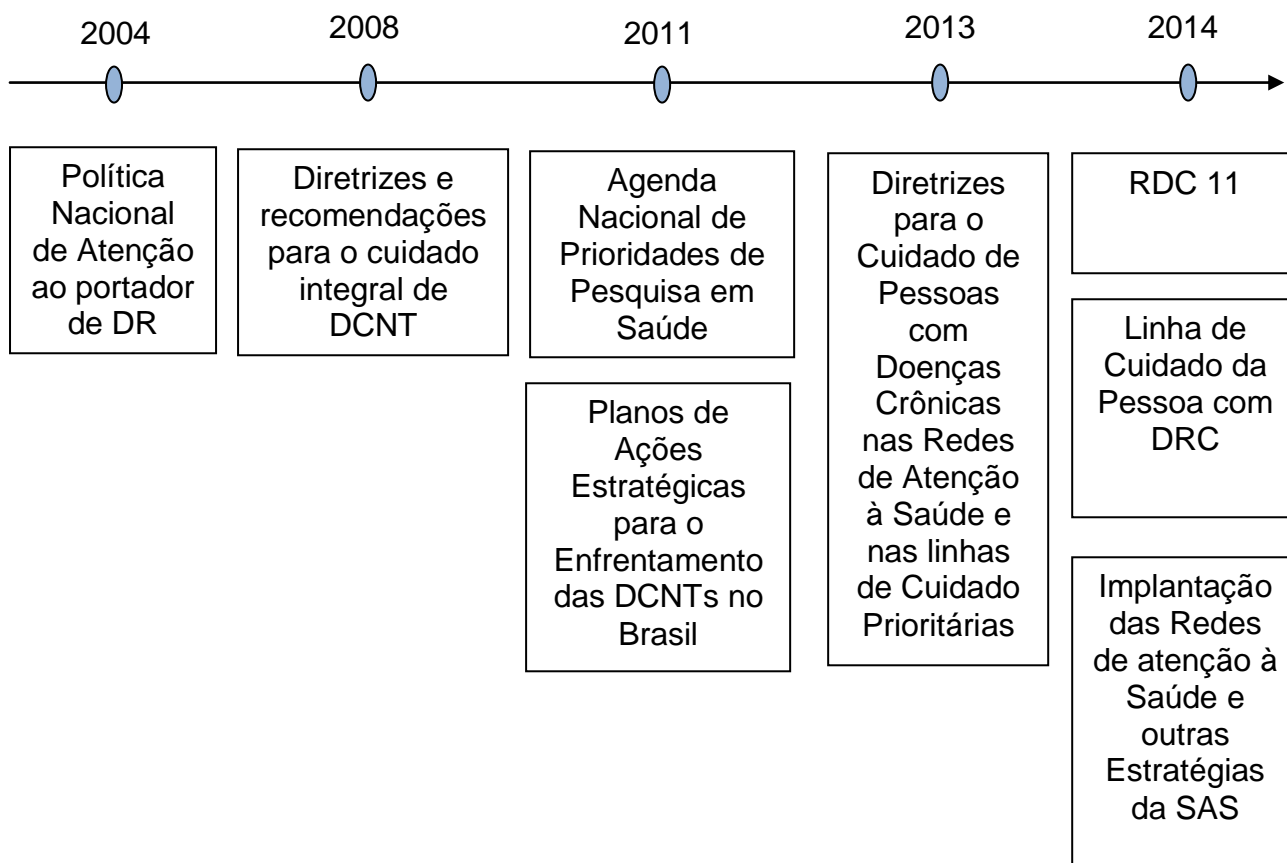 2004
2008
2011
2013
2014
Política
Nacional
de Atenção
ao portador
de DR
Diretrizes e
recomendações
para o cuidado
integral de
DCNT
Agenda
Nacional de
Prioridades de
Pesquisa em
Saúde
Planos de
Ações
Estratégicas
para o
Enfrentamento
das DCNTs no
Brasil
Diretrizes
para o
Cuidado de
Pessoas
com
Doenças
Crônicas
nas Redes
de Atenção
à Saúde e
nas linhas
de Cuidado
Prioritárias
RDC 11
Linha de
Cuidado da
Pessoa com
DRC
Implantação
das Redes
de atenção à
Saúde e
outras
Estratégias
da SAS